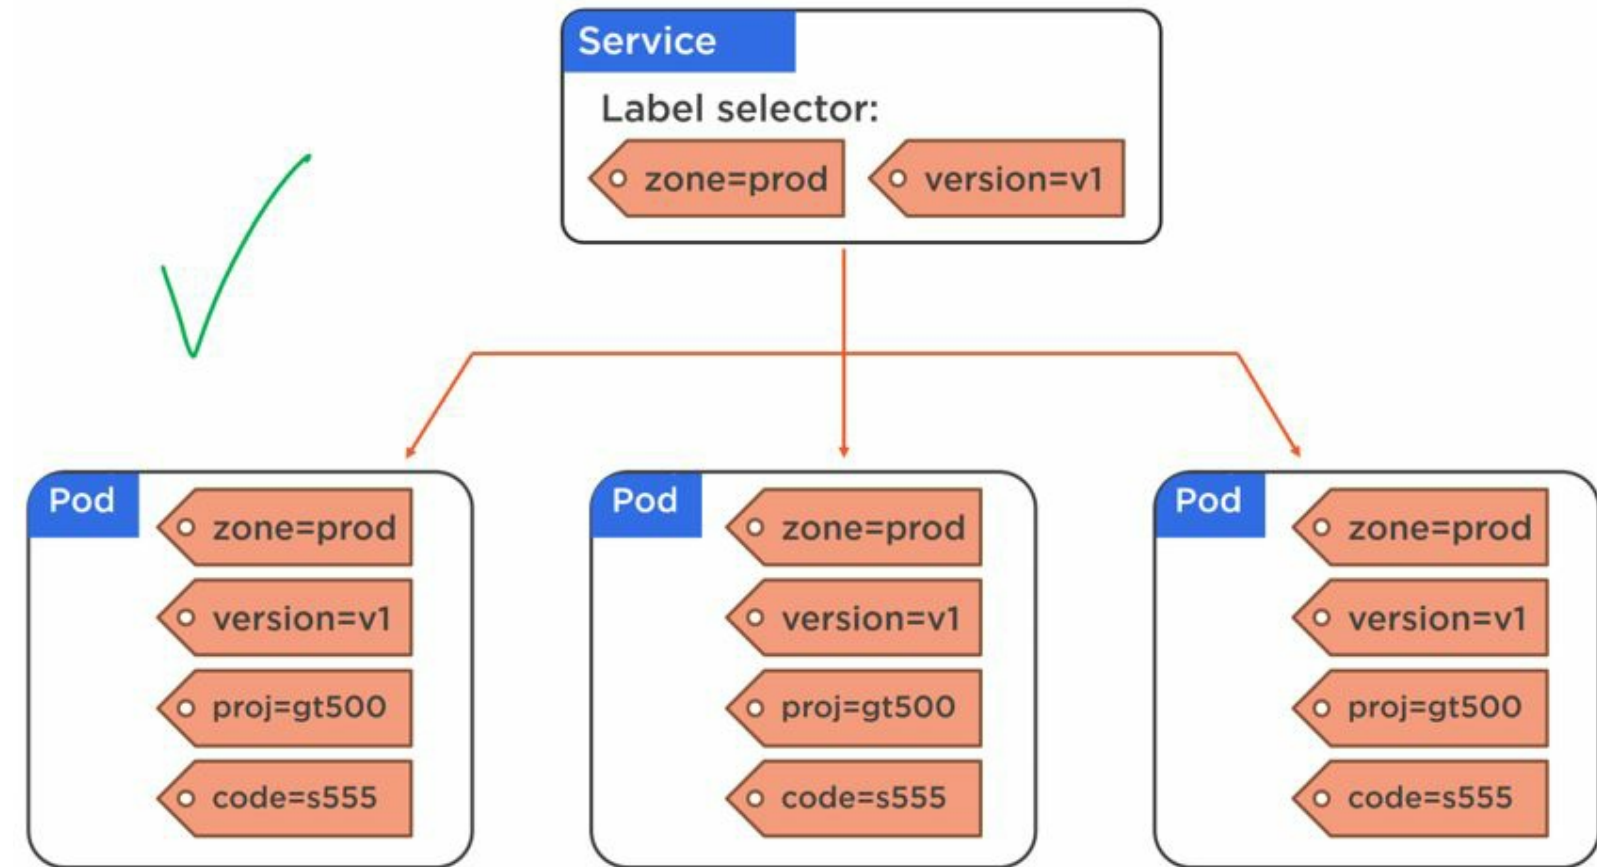 Service
Label selector:
zone=prod
version=v1
Pod
zone=prod
version=v1
proj=gt500
code=s555
Pod
zone=prod
version=v1
proj=gt500
code=s555
Pod
zone=prod
version=v1
proj=gt500
code=s555